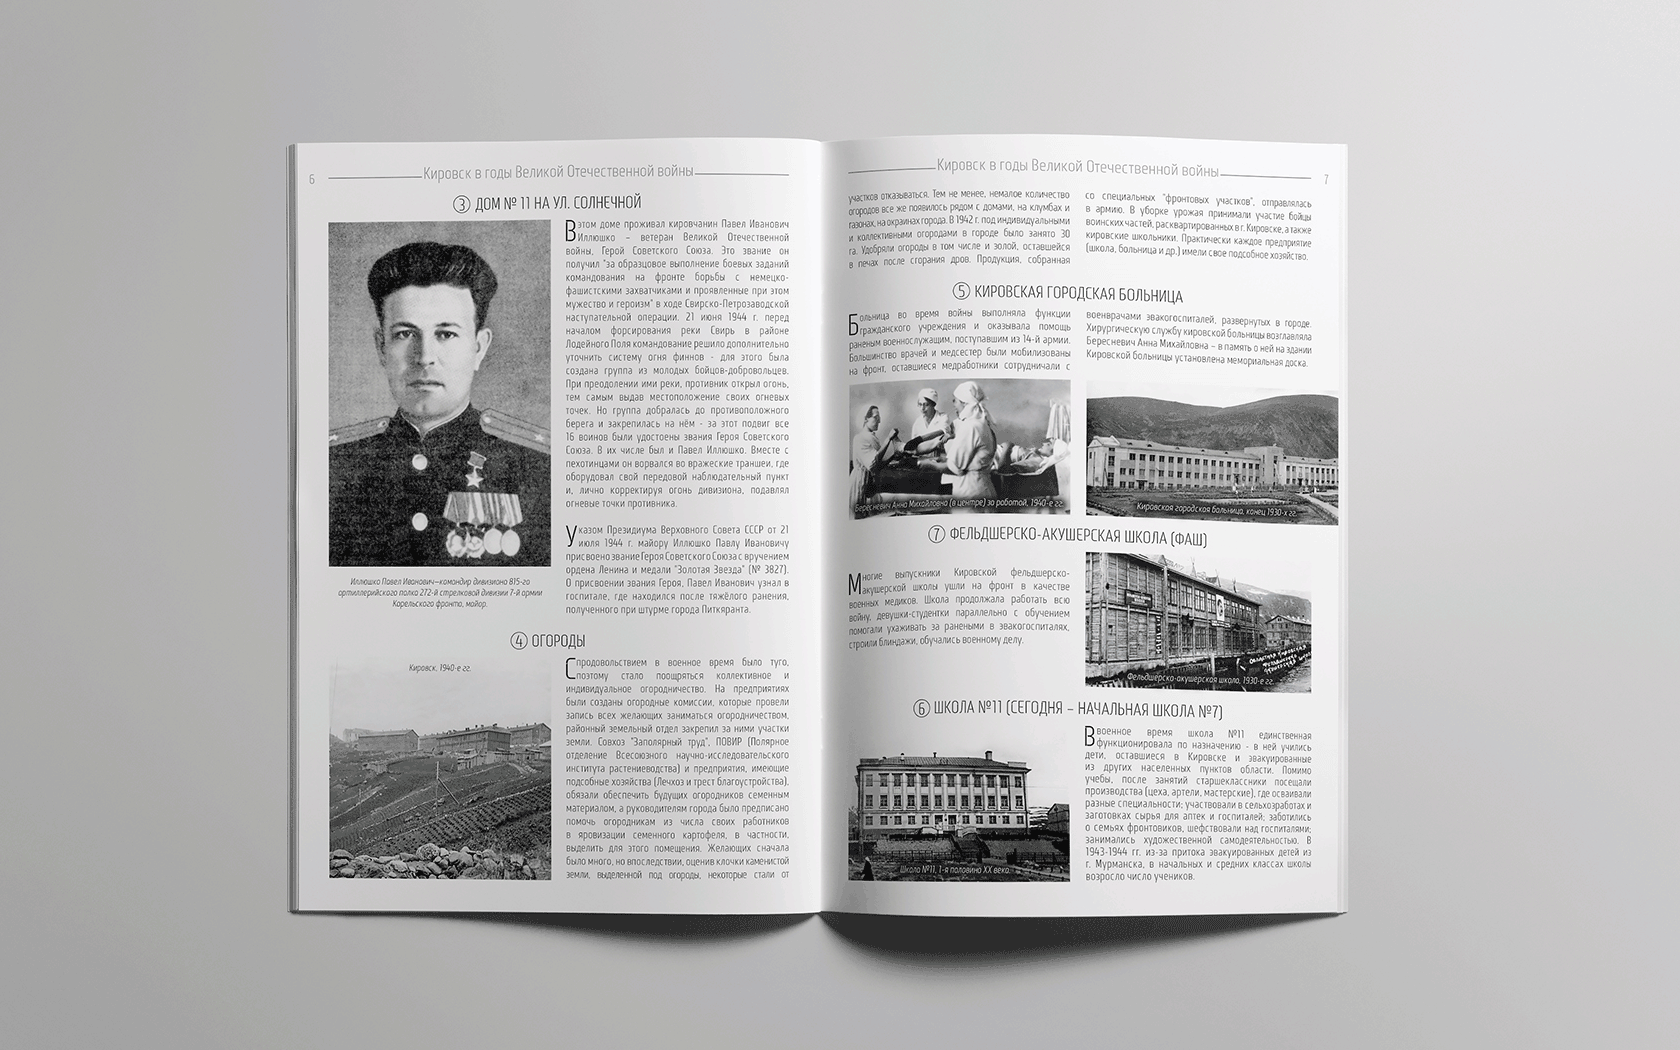 6
Кировск в годы Великой Отечественной войны
③ ДОМ № 11 НА УЛ. СОЛНЕЧНОЙ
В этом доме проживал кировчанин Павел Иванович
Иллюшко – ветеран Великой Отечественной
войны, Герой Советского Союза. Это звание он
получил "за образцовое выполнение боевых заданий
командования на фронте борьбы с немецко-
фашистскими захватчиками и проявленные при этом
мужество и героизм" в ходе Свирско-Петрозаводской
наступательной операции. 21 июня 1944 г. перед
началом форсирования реки Свирь в районе
Лодейного Поля командование решило дополнительно
уточнить систему огня финнов - для этого была
создана группа из молодых бойцов-добровольцев.
При преодолении ими реки, противник открыл огонь,
тем самым выдав местоположение своих огневых
точек. Но группа добралась до противоположного
берега и закрепилась на нём - за этот подвиг все
16 воинов были удостоены звания Героя Советского
Союза. В их числе был и Павел Иллюшко. Вместе с
пехотинцами он ворвался во вражеские траншеи, где
оборудовал свой передовой наблюдательный пункт
и, лично корректируя огонь дивизиона, подавлял
огневые точки противника.
Указом Президиума Верховного Совета СССР от 21
июля 1944 г. майору Иллюшко Павлу Ивановичу
присвоено звание Героя Советского Союза с вручением
ордена Ленина и медали "Золотая Звезда" (№ 3827).
О присвоении звания Героя, Павел Иванович узнал в
госпитале, где находился после тяжёлого ранения,
полученного при штурме города Питкяранта.
Иллюшко Павел Иванович–командир дивизиона 815-го
артиллерийского полка 272-й стрелковой дивизии 7-й армии
Карельского фронта, майор.
④ ОГОРОДЫ
Кировск, 1940-е гг.
С продовольствием в военное время было туго,
поэтому стало поощряться коллективное и
индивидуальное огородничество. На предприятиях
были созданы огородные комиссии, которые провели
запись всех желающих заниматься огородничеством,
районный земельный отдел закрепил за ними участки
земли. Совхоз "Заполярный труд", ПОВИР (Полярное
отделение Всесоюзного научно-исследовательского
института растениеводства) и предприятия, имеющие
подсобные хозяйства (Лечхоз и трест благоустройства),
обязали обеспечить будущих огородников семенным
материалом, а руководителям города было предписано
помочь огородникам из числа своих работников
в яровизации семенного картофеля, в частности,
выделить для этого помещения. Желающих сначала
было много, но впоследствии, оценив клочки каменистой
земли, выделенной под огороды, некоторые стали от
Кировск в годы Великой Отечественной войны
7
участков отказываться. Тем не менее, немалое количество
огородов все же появилось рядом с домами, на клумбах и
газонах, на окраинах города. В 1942 г. под индивидуальными
и коллективными огородами в городе было занято 30
га. Удобряли огороды в том числе и золой, оставшейся
в печах после сгорания дров. Продукция, собранная
со специальных "фронтовых участков", отправлялась
в армию. В уборке урожая принимали участие бойцы
воинских частей, расквартированных в г. Кировске, а также
кировские школьники. Практически каждое предприятие
(школа, больница и др.) имели свое подсобное хозяйство.
⑤ КИРОВСКАЯ ГОРОДСКАЯ БОЛЬНИЦА
Больница во время войны выполняла функции
гражданского учреждения и оказывала помощь
раненым военнослужащим, поступавшим из 14-й армии.
Большинство врачей и медсестер были мобилизованы
на фронт, оставшиеся медработники сотрудничали с
военврачами эвакогоспиталей, развернутых в городе.
Хирургическую службу кировской больницы возглавляла
Бересневич Анна Михайловна – в память о ней на здании
Кировской больницы установлена мемориальная доска.
Бересневич Анна Михайловна (в центре) за работой, 1940-е гг.
Кировская городская больница, конец 1930-х гг.
⑦ ФЕЛЬДШЕРСКО-АКУШЕРСКАЯ ШКОЛА (ФАШ)
Многие выпускники Кировской фельдшерско-
акушерской школы ушли на фронт в качестве
военных медиков. Школа продолжала работать всю
войну, девушки-студентки параллельно с обучением
помогали ухаживать за ранеными в эвакогоспиталях,
строили блиндажи, обучались военному делу.
Фельдшерско-акушерская школа, 1930-е гг.
⑥ ШКОЛА №11 (СЕГОДНЯ – НАЧАЛЬНАЯ ШКОЛА №7)
Школа №11, 1-я половина XX века.
В военное время школа №11 единственная
функционировала по назначению - в ней учились
дети, оставшиеся в Кировске и эвакуированные
из других населенных пунктов области. Помимо
учебы, после занятий старшеклассники посещали
производства (цеха, артели, мастерские), где осваивали
разные специальности; участвовали в сельхозработах и
заготовках сырья для аптек и госпиталей; заботились
о семьях фронтовиков, шефствовали над госпиталями;
занимались художественной самодеятельностью. В
1943-1944 гг. из-за притока эвакуированных детей из
г. Мурманска, в начальных и средних классах школы
возросло число учеников.